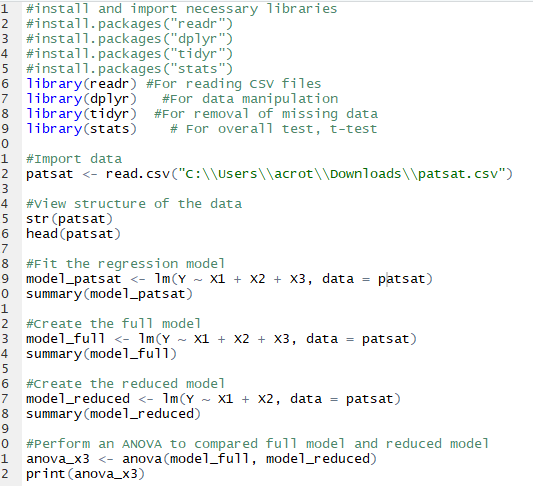 1 #install and import necessary libraries
2 #install.packages("readr")
3 #install.packages("dplyr")
4 #install.packages("tidyr")
5 #install.packages("stats")
6 library(readr) #For reading CSV files
7 library(dplyr) #For data manipulation
8 library(tidyr) #For removal of missing data
9 library(stats) # For overall test, t-test
0
1 #Import data
2 patsat <- read.csv("C:\\Users\\acrot\\Downloads\\patsat.csv")
3
4 #View structure of the data
5 str(patsat)
6 head(patsat)
7
8 #Fit the regression model
9 model_patsat <- lm(Y ~ X1 + X2 + X3, data = patsat)
0 summary(model_patsat)
1
2 #Create the full model
3 model_full <- lm(Y ~ X1 + X2 + X3, data = patsat)
4 summary(model_full)
5
6 #Create the reduced model
7 model_reduced <- lm(Y ~ X1 + X2, data = patsat)
8 summary(model_reduced)
9
0 #Perform an ANOVA to compared full model and reduced model
1 anova_x3 <- anova(model_full, model_reduced)
2 print(anova_x3)